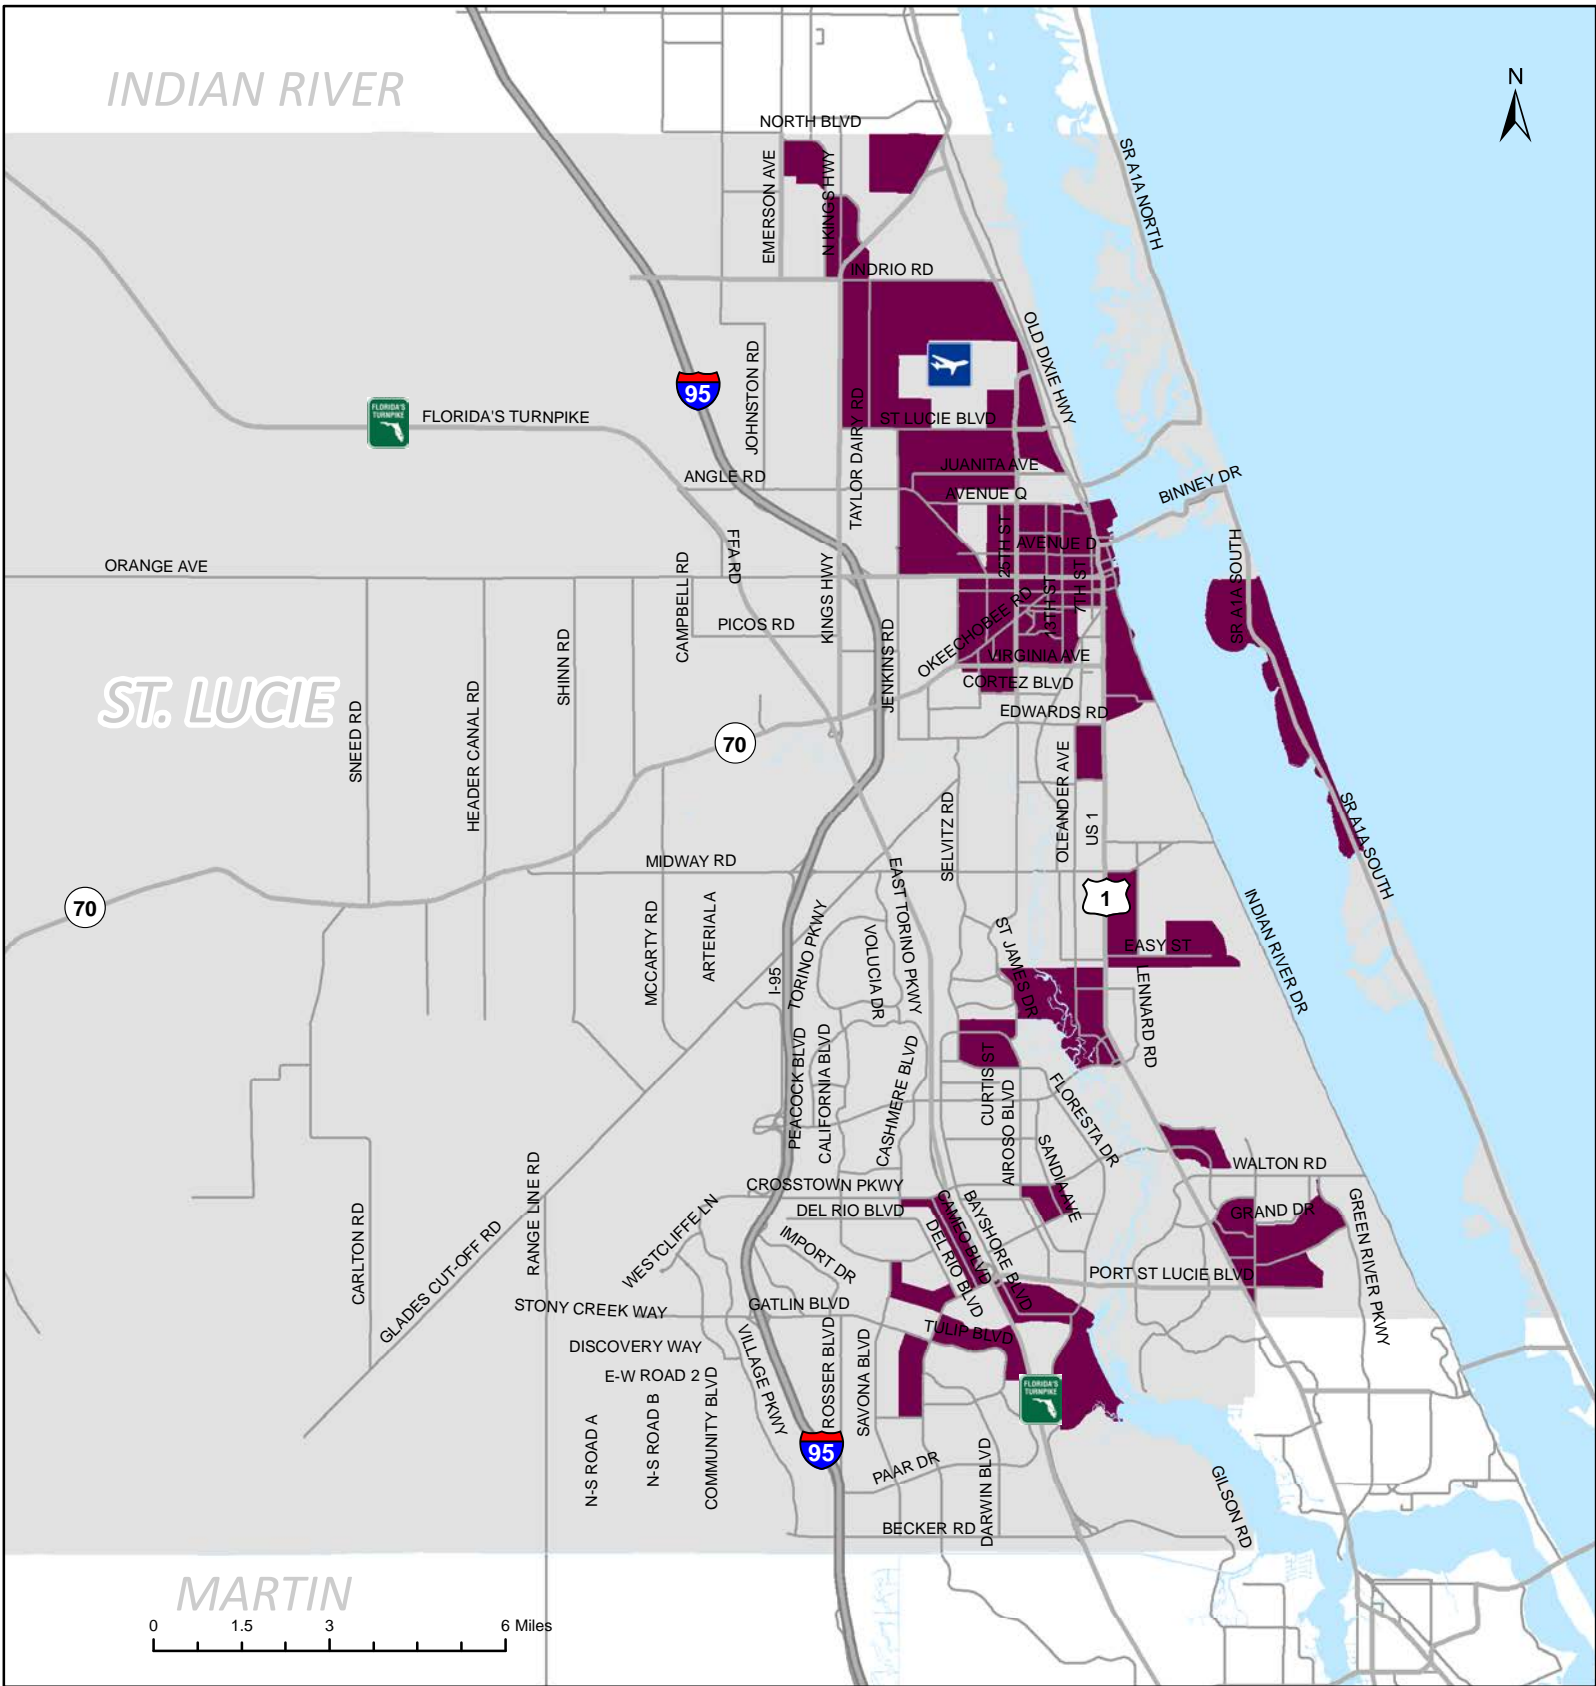 INDIAN RIVER
N
NORTH BLVD
SR A1A NORTH
EMERSON AVE
N KINGS HWY
INDRIO RD
OLD DIXIE HWY
JOHNSTON RD
95
FLORIDA'S TURNPIKE
FLORIDA'S TURNPIKE
TAYLOR DAIRY RD
ST LUCIE BLVD
JUANITA AVE
ANGLE RD
AVENUE Q
BINNEY DR
25TH ST
AVENUE D
FFA RD
ORANGE AVE
CAMPBELL RD
KINGS HWY
13TH ST
7TH ST
SR A1A SOUTH
PICOS RD
OKEECHOBEE RD
SHINN RD
JENKINS RD
VIRGINIA AVE
CORTEZ BLVD
ST. LUCIE
HEADER CANAL RD
SNEED RD
EDWARDS RD
70
OLEANDER AVE
US 1
SELVITZ RD
SR A1A SOUTH
MIDWAY RD
EAST TORINO PKWY
70
1
MCCARTY RD
ARTERIAL A
TORINO PKWY
VOLUCIA DR
ST JAMES DR
EASY ST
INDIAN RIVER DR
I-95
LENNARD RD
PEACOCK BLVD
CALIFORNIA BLVD
CASHMERE BLVD
CURTIS ST
AIROSO BLVD
FLORESTA DR
SANDIA AVE
WALTON RD
RANGE LINE RD
CROSSTOWN PKWY
WESTCLIFFE LN
DEL RIO BLVD
CAMEO BLVD
BAYSHORE BLVD
GRAND DR
GREEN RIVER PKWY
CARLTON RD
GLADES CUT-OFF RD
IMPORT DR
DEL RIO BLVD
PORT ST LUCIE BLVD
STONY CREEK WAY
GATLIN BLVD
TULIP BLVD
DISCOVERY WAY
VILLAGE PKWY
ROSSER BLVD
SAVONA BLVD
E-W ROAD 2
FLORIDA'S TURNPIKE
N-S ROAD A
N-S ROAD B
COMMUNITY BLVD
95
PAAR DR
DARWIN BLVD
GILSON RD
BECKER RD
MARTIN
0 1.5 3 6 Miles